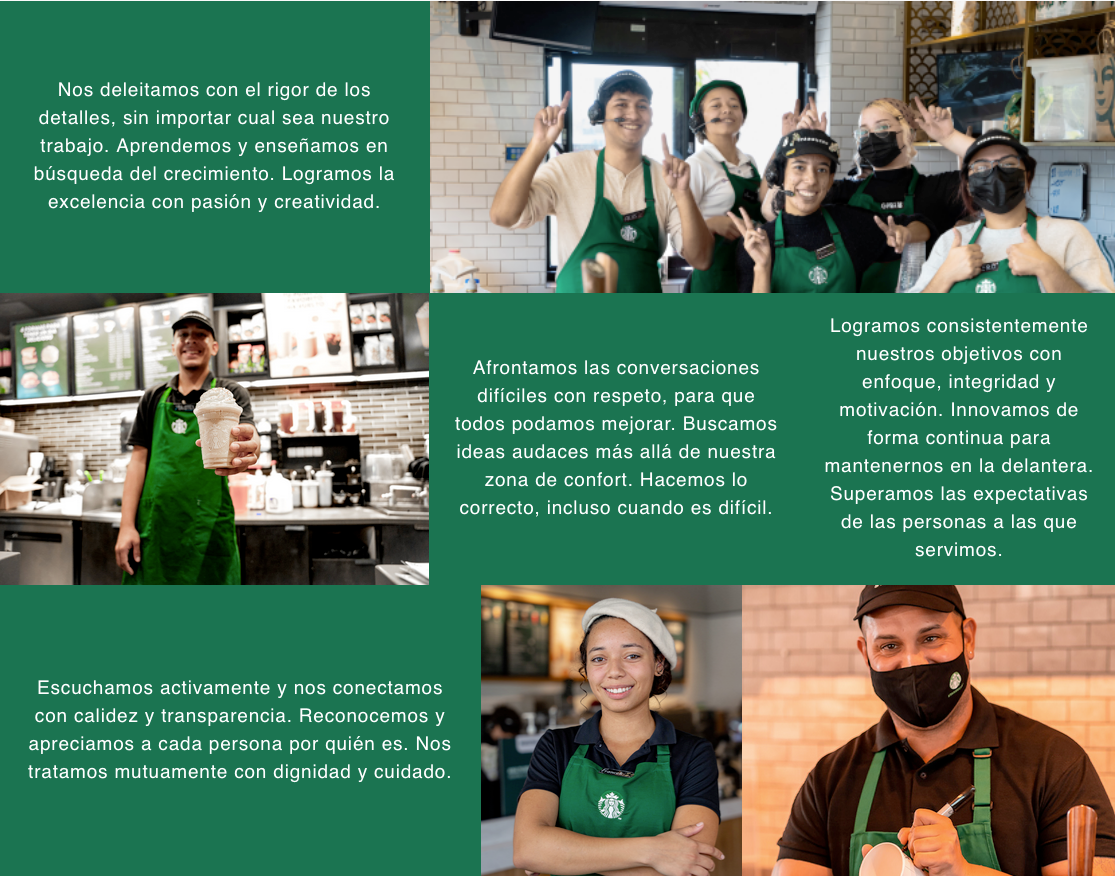 Nos deleitamos con el rigor de los
detalles, sin importar cual sea nuestro
trabajo. Aprendemos y enseñamos en
búsqueda del crecimiento. Logramos la
excelencia con pasión y creatividad.
Afrontamos las conversaciones
difíciles con respeto, para que
todos podamos mejorar. Buscamos
ideas audaces más allá de nuestra
zona de confort. Hacemos lo
correcto, incluso cuando es difícil.
Logramos consistentemente
nuestros objetivos con
enfoque, integridad y
motivación. Innovamos de
forma continua para
mantenernos en la delantera.
Superamos las expectativas
de las personas a las que
servimos.
Escuchamos activamente y nos conectamos
con calidez y transparencia. Reconocemos y
apreciamos a cada persona por quién es. Nos
tratamos mutuamente con dignidad y cuidado.